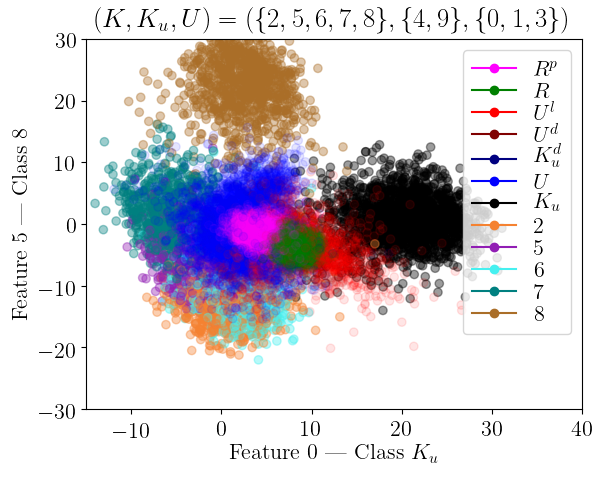 (K, K_u, U) = ({2, 5, 6, 7, 8}, {4, 9}, {0, 1, 3})
30
20
10
0
−10
−20
−30
Feature 5 — Class 8
−10
0
10
20
30
40
Feature 0 — Class K_u
R^p
R
U^l
U^d
K_u^d
U
K_u
2
5
6
7
8